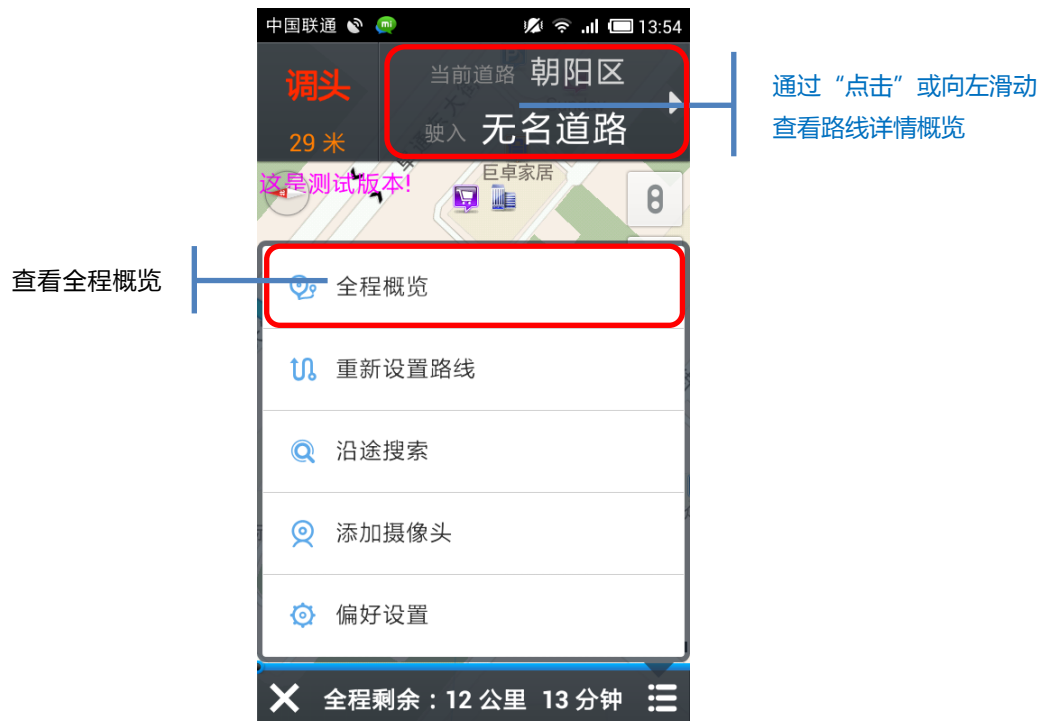 中国联通
13:54
调头
29 米
当前道路 朝阳区
驶入 无名道路
通过“点击”或向左滑动
查看路线详情概览
这是测试版本!
巨卓家居
查看全程概览
全程概览
重新设置路线
沿途搜索
添加摄像头
偏好设置
全程剩余：12 公里 13 分钟